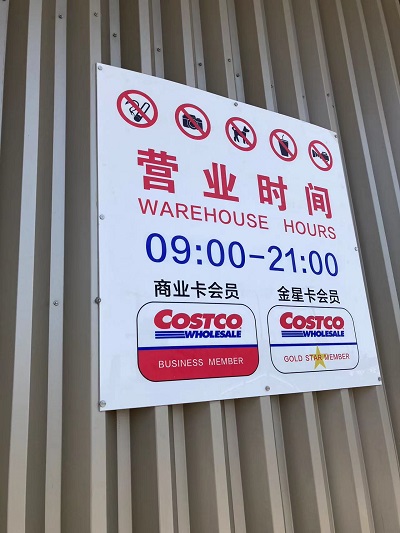 营业时间
WAREHOUSE HOURS
09:00-21:00
商业卡会员 金星卡会员
COSTCO
WHOLESALE
BUSINESS MEMBER
COSTCO
WHOLESALE
GOLD STAR MEMBER